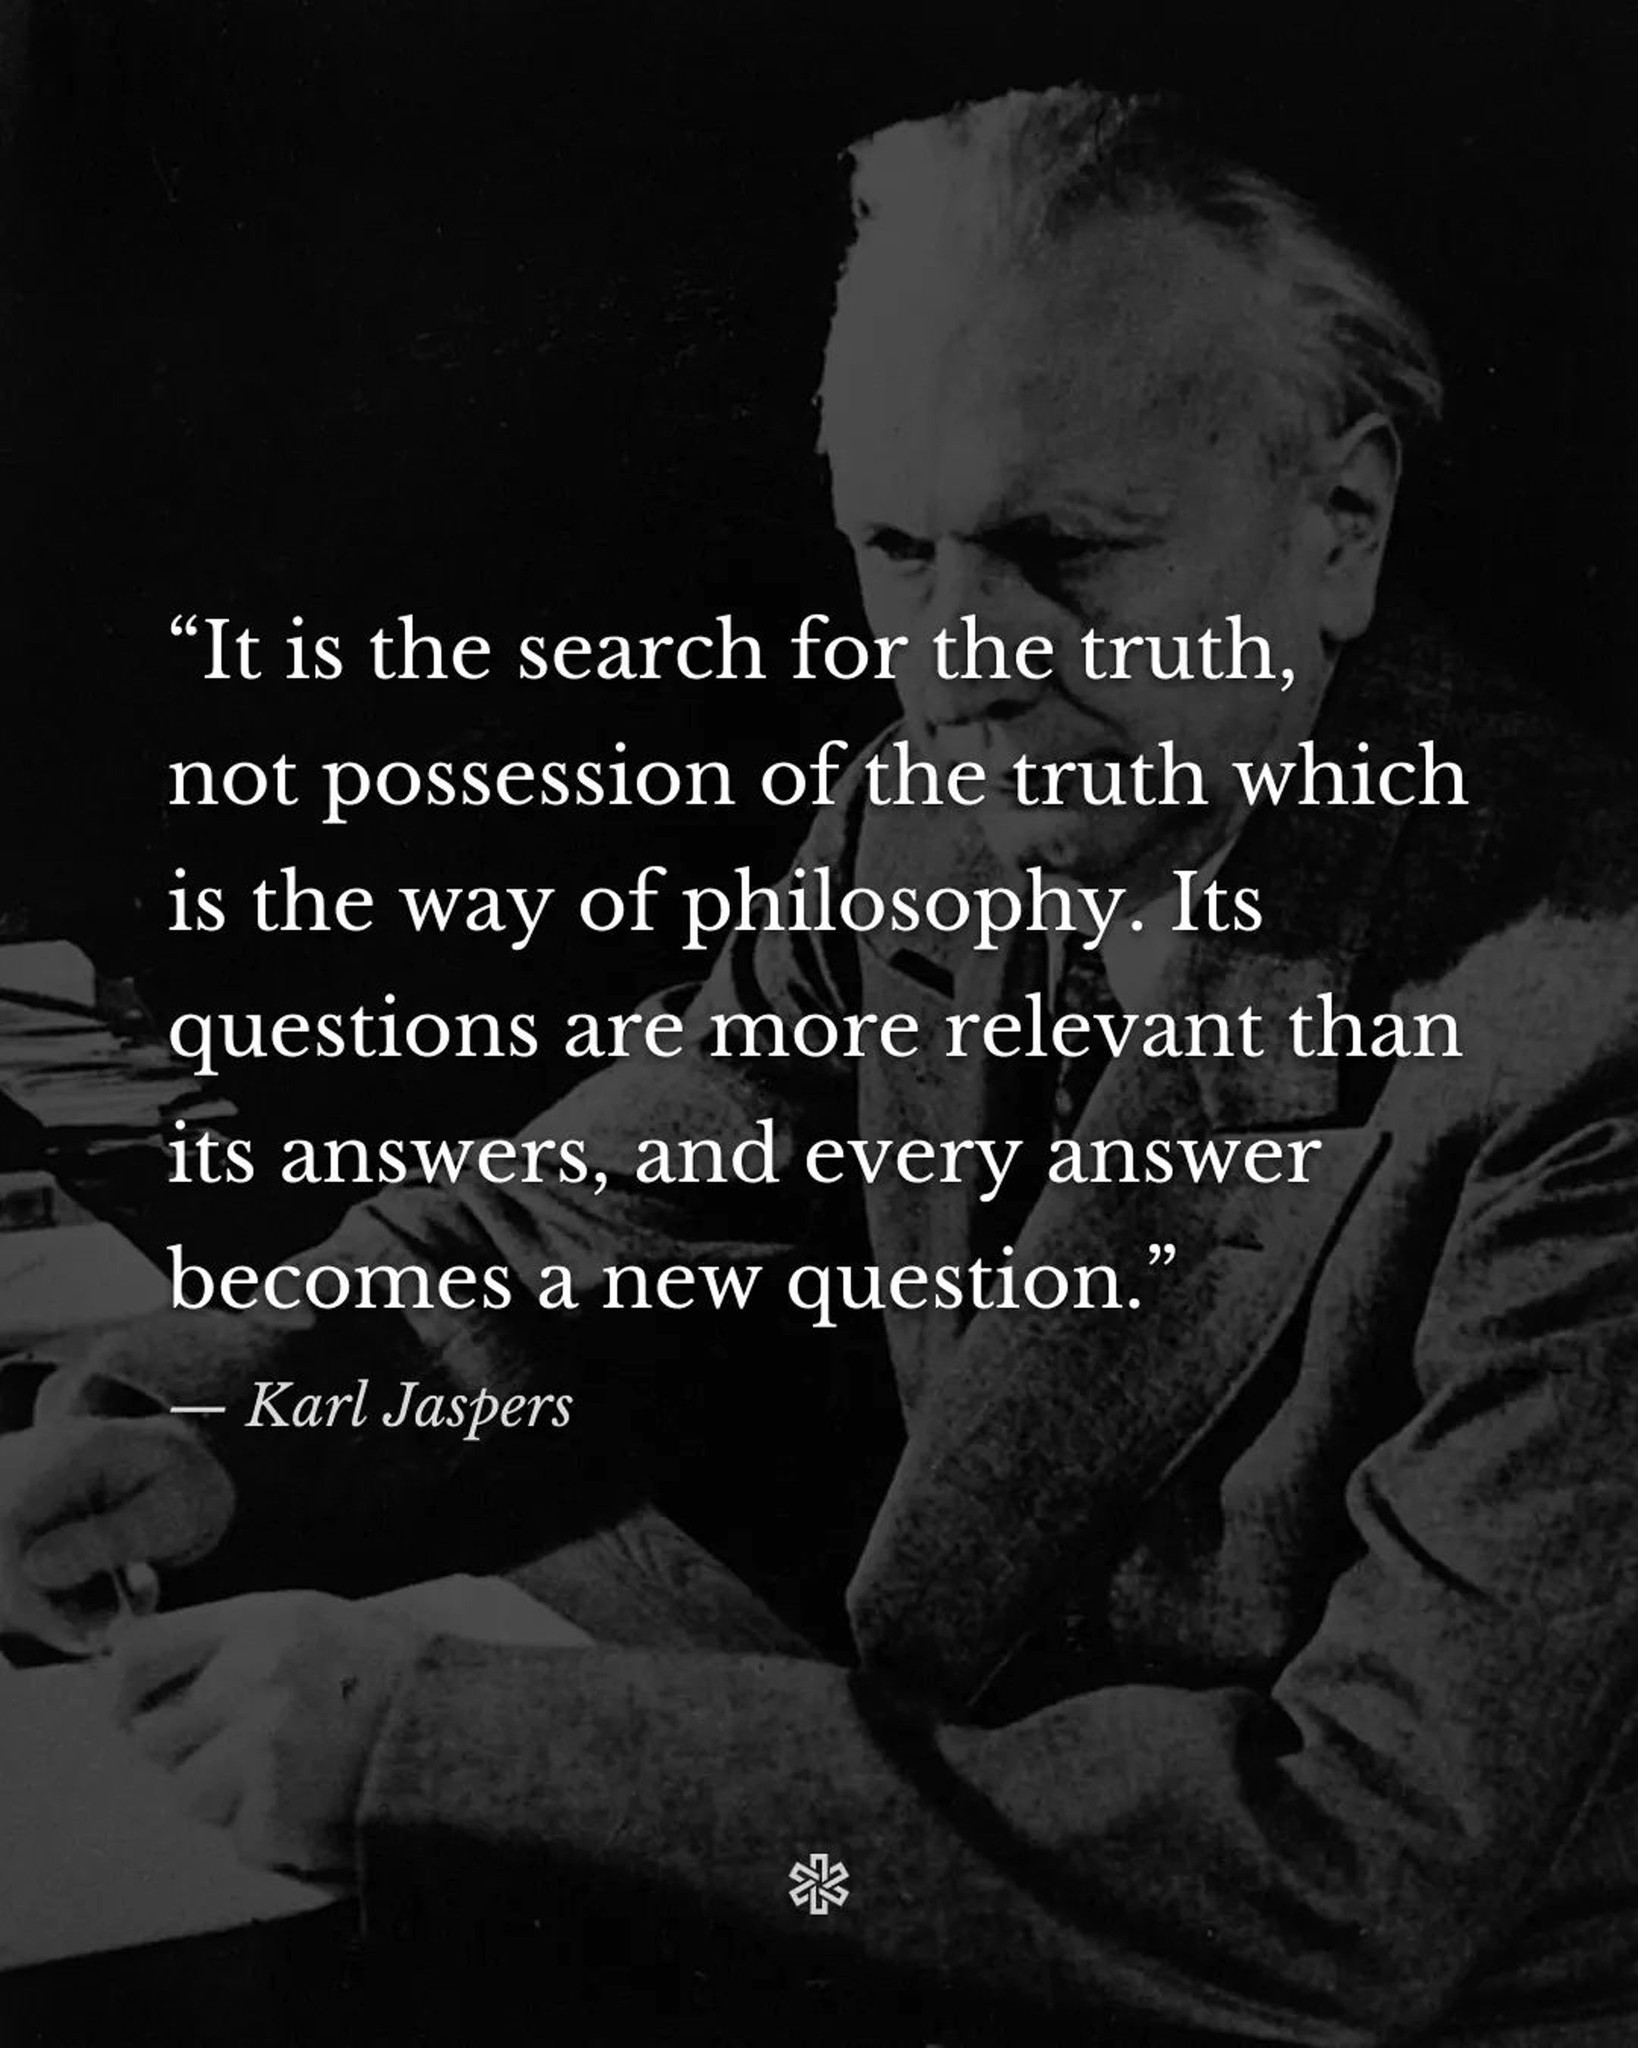 “It is the search for the truth,
not possession of the truth which
is the way of philosophy. Its
questions are more relevant than
its answers, and every answer
becomes a new question.”
— Karl Jaspers